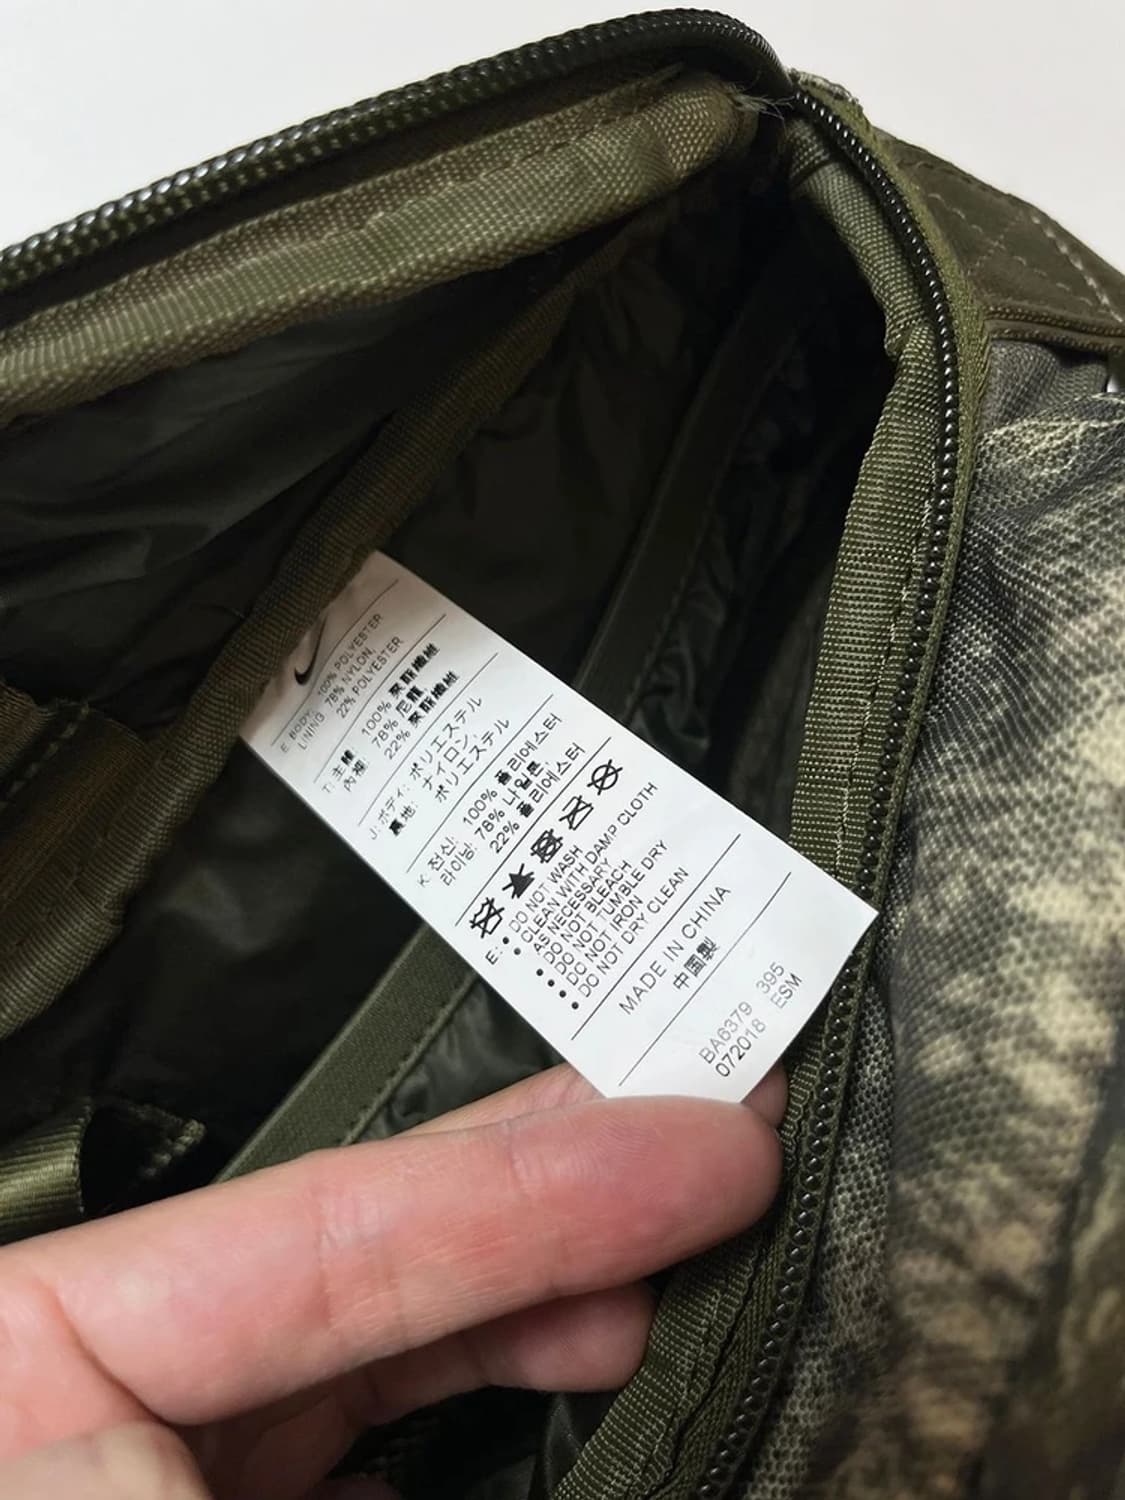 E: BODY: 100% POLYESTER
LINING: 78% NYLON,
22% POLYESTER
T: 主體: 100% 聚酯纖維
內裡: 78% 尼龍,
22% 聚酯纖維
J: ボディ: ポリエステル
裏地: ナイロン,
ポリエステル
K: 전신: 100% 폴리에스터
라이닝: 78% 나일론,
22% 폴리에스터
E: • DO NOT WASH
• CLEAN WITH DAMP CLOTH
AS NECESSARY
• DO NOT BLEACH
• DO NOT TUMBLE DRY
• DO NOT IRON
• DO NOT DRY CLEAN
MADE IN CHINA
中國製
BA6379 395
072018 ESM